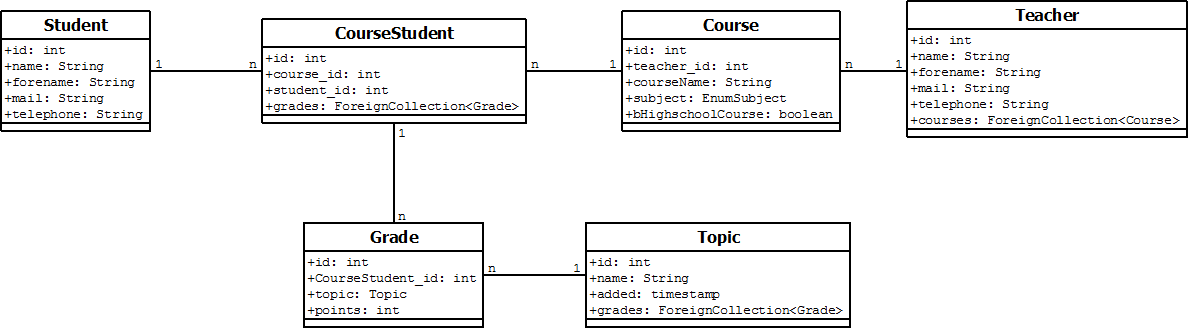 Student
+id: int
+name: String
+forename: String
+mail: String
+telephone: String
1
n
CourseStudent
+id: int
+course_id: int
+student_id: int
+grades: ForeignCollection<Grade>
n
1
Course
+id: int
+teacher_id: int
+courseName: String
+subject: EnumSubject
+bHighschoolCourse: boolean
n
1
Teacher
+id: int
+name: String
+forename: String
+mail: String
+telephone: String
+courses: ForeignCollection<Course>
1
n
Grade
+id: int
+CourseStudent_id: int
+topic: Topic
+points: int
n
1
Topic
+id: int
+name: String
+added: timestamp
+grades: ForeignCollection<Grade>